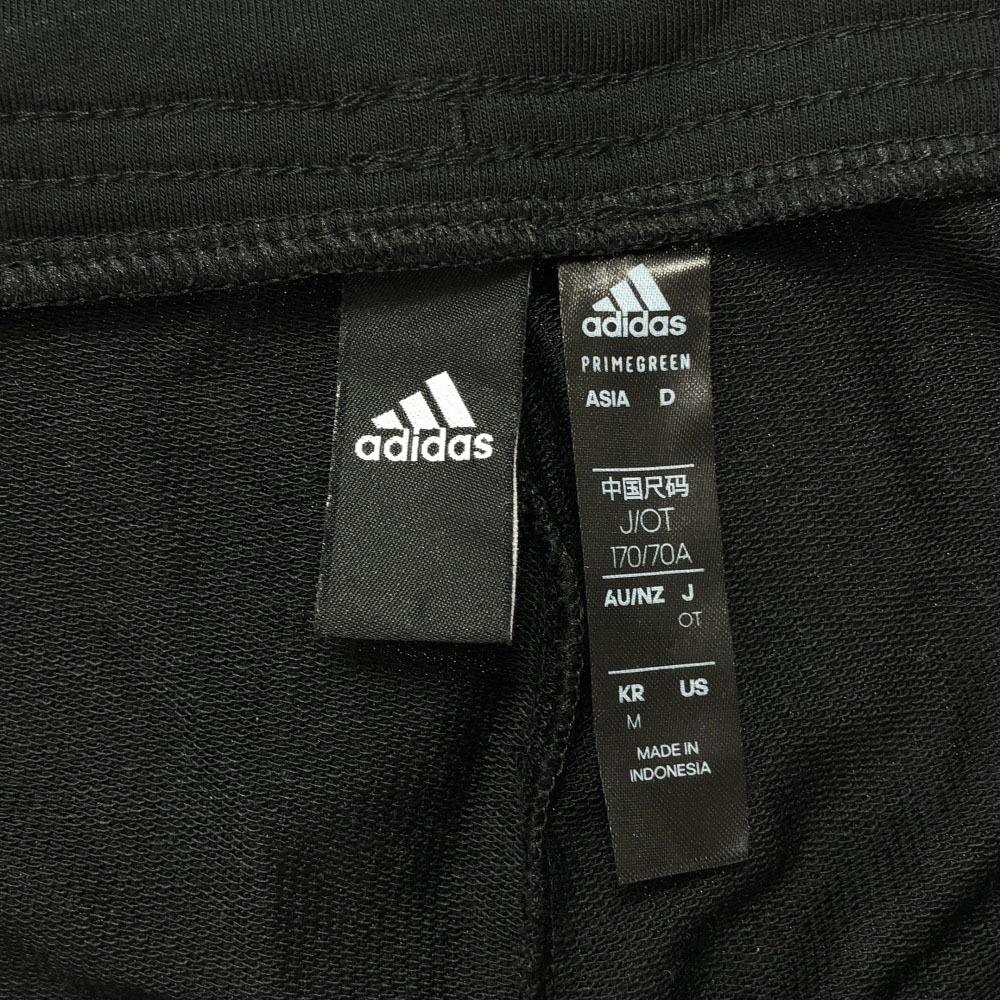 adidas
adidas
PRIMEGREEN
ASIA D
中国尺码
J/OT
170/70A
AU/NZ J
OT
KR US
M
MADE IN
INDONESIA